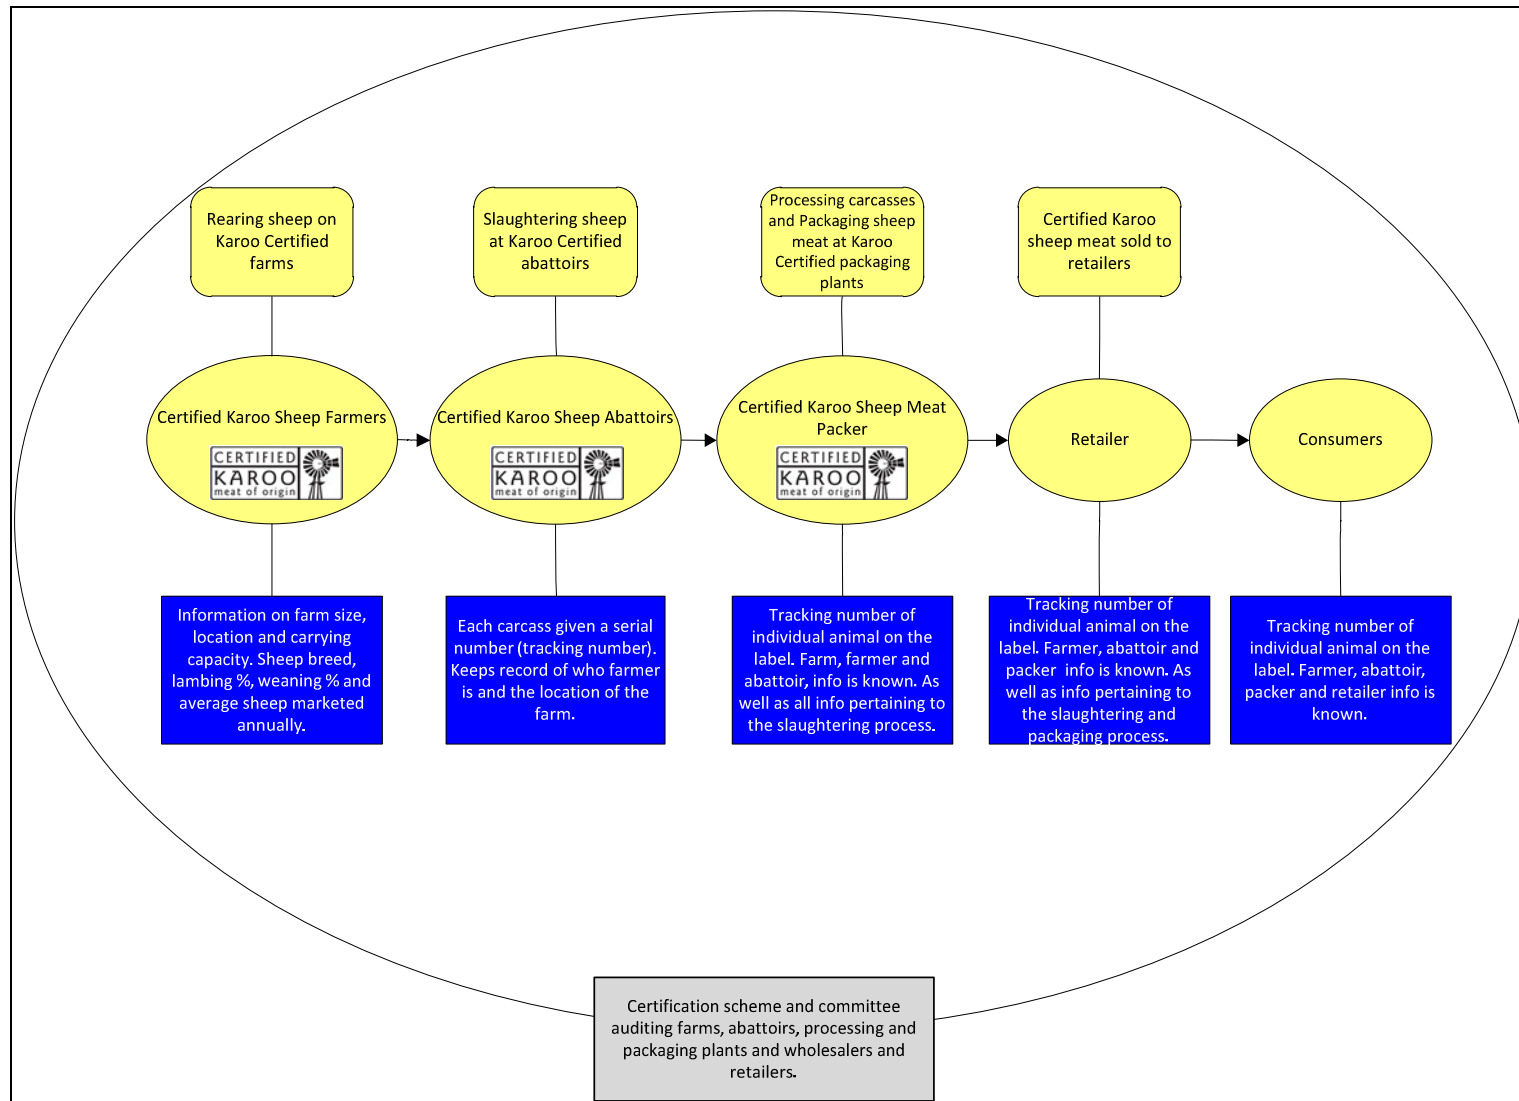 Rearing sheep on
Karoo Certified
farms
Slaughtering sheep
at Karoo Certified
abattoirs
Processing carcasses
and Packaging sheep
meat at Karoo
Certified packaging
plants
Certified Karoo
sheep meat sold to
retailers
Certified Karoo Sheep Farmers
CERTIFIED
KAROO
meat of origin
Certified Karoo Sheep Abattoirs
CERTIFIED
KAROO
meat of origin
Certified Karoo Sheep Meat
Packer
CERTIFIED
KAROO
meat of origin
Retailer
Consumers
Information on farm size,
location and carrying
capacity. Sheep breed,
lambing %, weaning % and
average sheep marketed
annually.
Each carcass given a serial
number (tracking number).
Keeps record of who farmer
is and the location of the
farm.
Tracking number of
individual animal on the
label. Farm, farmer and
abattoir, info is known. As
well as all info pertaining to
the slaughtering process.
Tracking number of
individual animal on the
label. Farmer, abattoir and
packer  info is known. As
well as info pertaining to
the slaughtering and
packaging process.
Tracking number of
individual animal on the
label. Farmer, abattoir,
packer and retailer info is
known.
Certification scheme and committee
auditing farms, abattoirs, processing and
packaging plants and wholesalers and
retailers.